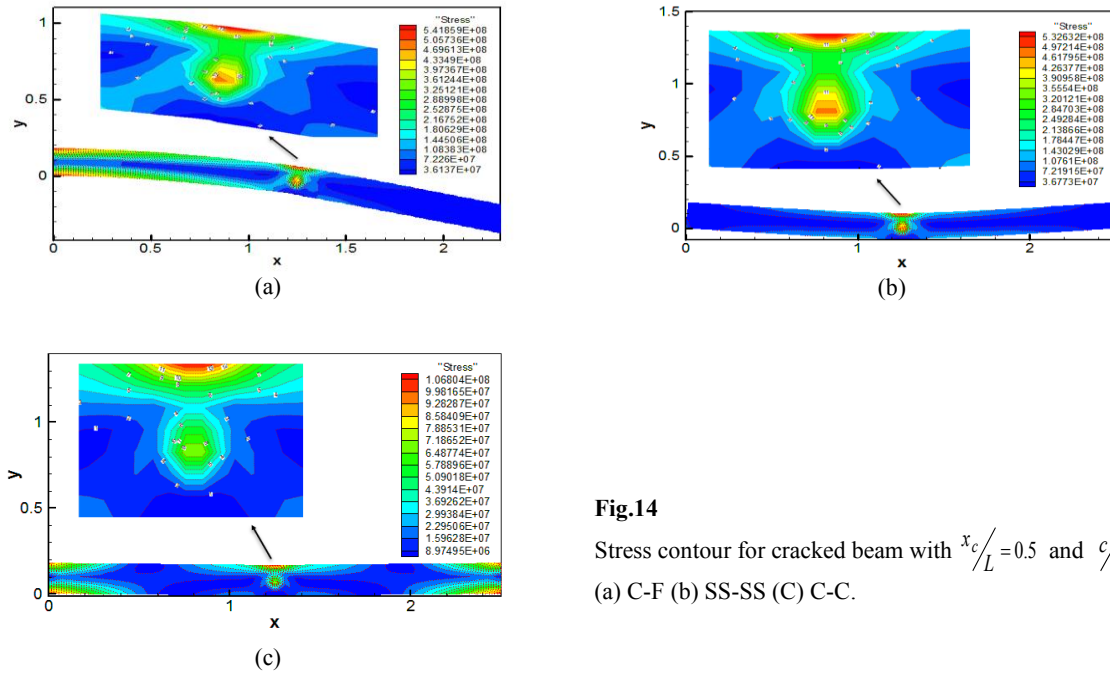 1
0.5
0
y
0
0.5
1
1.5
2
x
"Stress"
5.41859E+08
5.05736E+08
4.69613E+08
4.3349E+08
3.97367E+08
3.61244E+08
3.25121E+08
2.88998E+08
2.52875E+08
2.16752E+08
1.80629E+08
1.44506E+08
1.08383E+08
7.226E+07
3.6137E+07
(a)
1.5
1
0.5
0
y
0
1
2
x
"Stress"
5.32632E+08
4.97214E+08
4.61795E+08
4.26377E+08
3.90958E+08
3.5554E+08
3.20121E+08
2.84703E+08
2.49284E+08
2.13866E+08
1.78447E+08
1.43029E+08
1.0761E+08
7.21915E+07
3.6773E+07
(b)
1
0.5
0
y
0
1
2
x
"Stress"
1.06804E+08
9.98165E+07
9.28287E+07
8.58409E+07
7.88531E+07
7.18652E+07
6.48774E+07
5.78896E+07
5.09018E+07
4.3914E+07
3.69262E+07
2.99384E+07
2.29506E+07
1.59628E+07
8.97495E+06
(c)
Fig.14
Stress contour for cracked beam with x_c/L = 0.5 and c/
(a) C-F (b) SS-SS (C) C-C.